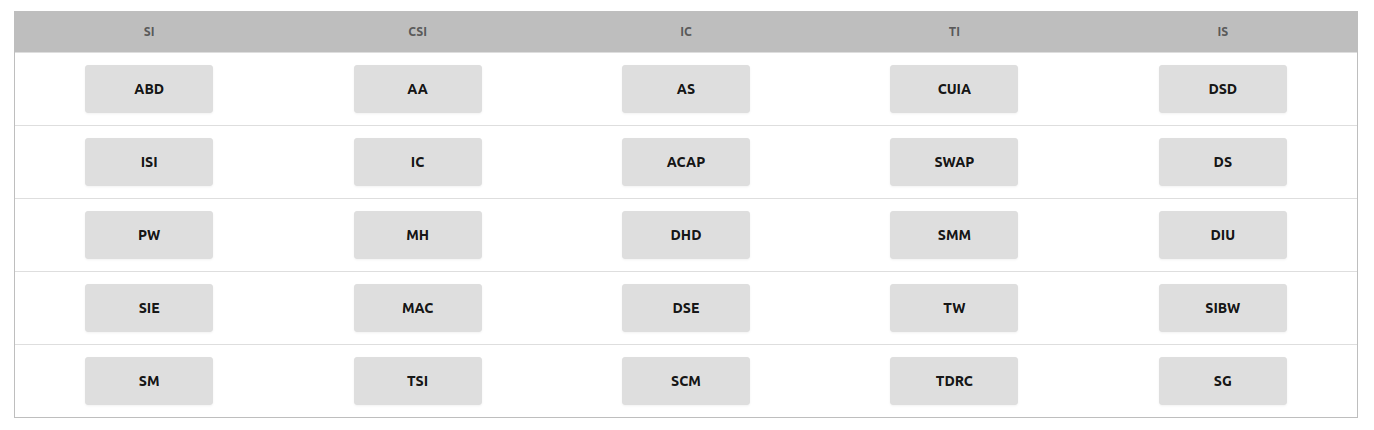 SI CSI IC TI IS
ABD AA AS CUIA DSD
ISI IC ACAP SWAP DS
PW MH DHD SMM DIU
SIE MAC DSE TW SIBW
SM TSI SCM TDRC SG